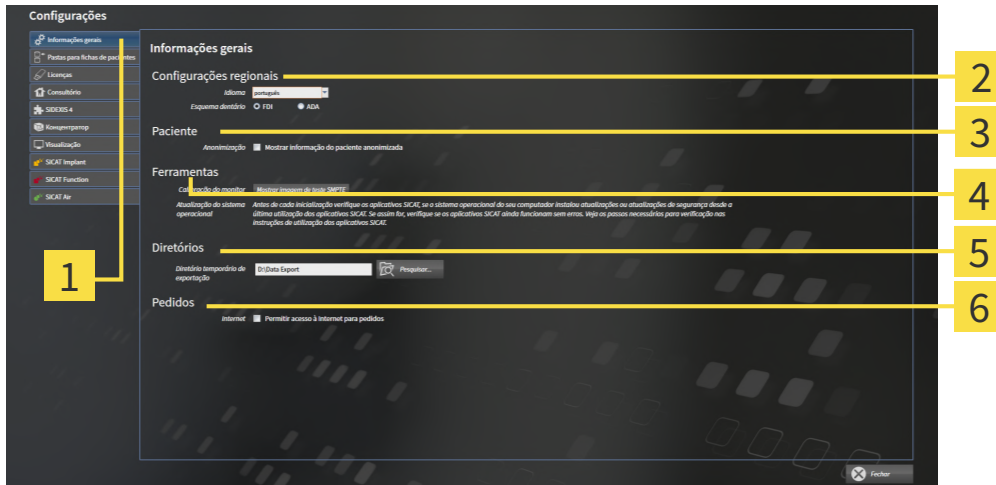 Configurações
Informações gerais
Pastas para fichas de pacientes
Licenças
Consultório
SIDEXIS 4
Концентратор
Visualização
SICAT Implant
SICAT Function
SICAT Air
Informações gerais
Configurações regionais
Idioma português
Esquema dentário FDI ADA
Paciente
Anonimização Mostrar informação do paciente anonimizada
Ferramentas
Calibração do monitor Mostrar imagem de teste SMPTE
Atualização do sistema operacional
Antes de cada inicialização verifique os aplicativos SICAT, se o sistema operacional do seu computador instalou atualizações ou atualizações de segurança desde a
última utilização dos aplicativos SICAT. Se assim for, verifique se os aplicativos SICAT ainda funcionam sem erros. Veja os passos necessários para verificação nas
instruções de utilização dos aplicativos SICAT.
Diretórios
Diretório temporário de
exportação
D:\Data Export Pesquisar...
Pedidos
Internet Permitir acesso à Internet para pedidos
Fechar
1
2
3
4
5
6